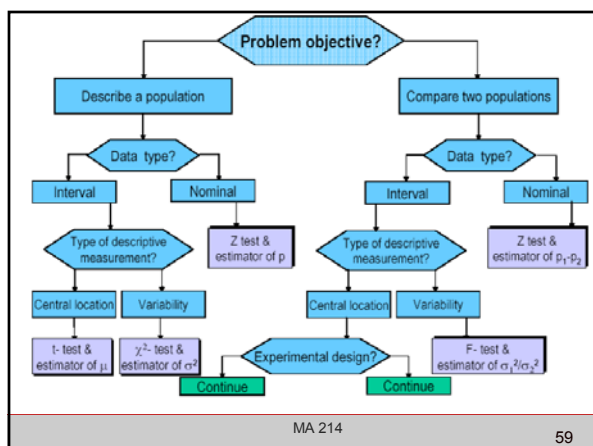 Problem objective?
Describe a population
Compare two populations
Data type?
Data type?
Interval
Nominal
Interval
Nominal
Type of descriptive
measurement?
Z test &
estimator of p
Type of descriptive
measurement?
Z test &
estimator of p₁-p₂
Central location
Variability
Central location
Variability
t- test &
estimator of μ
χ²- test &
estimator of σ²
Experimental design?
F- test &
estimator of σ₁²/σ₂²
Continue
Continue
MA 214
59